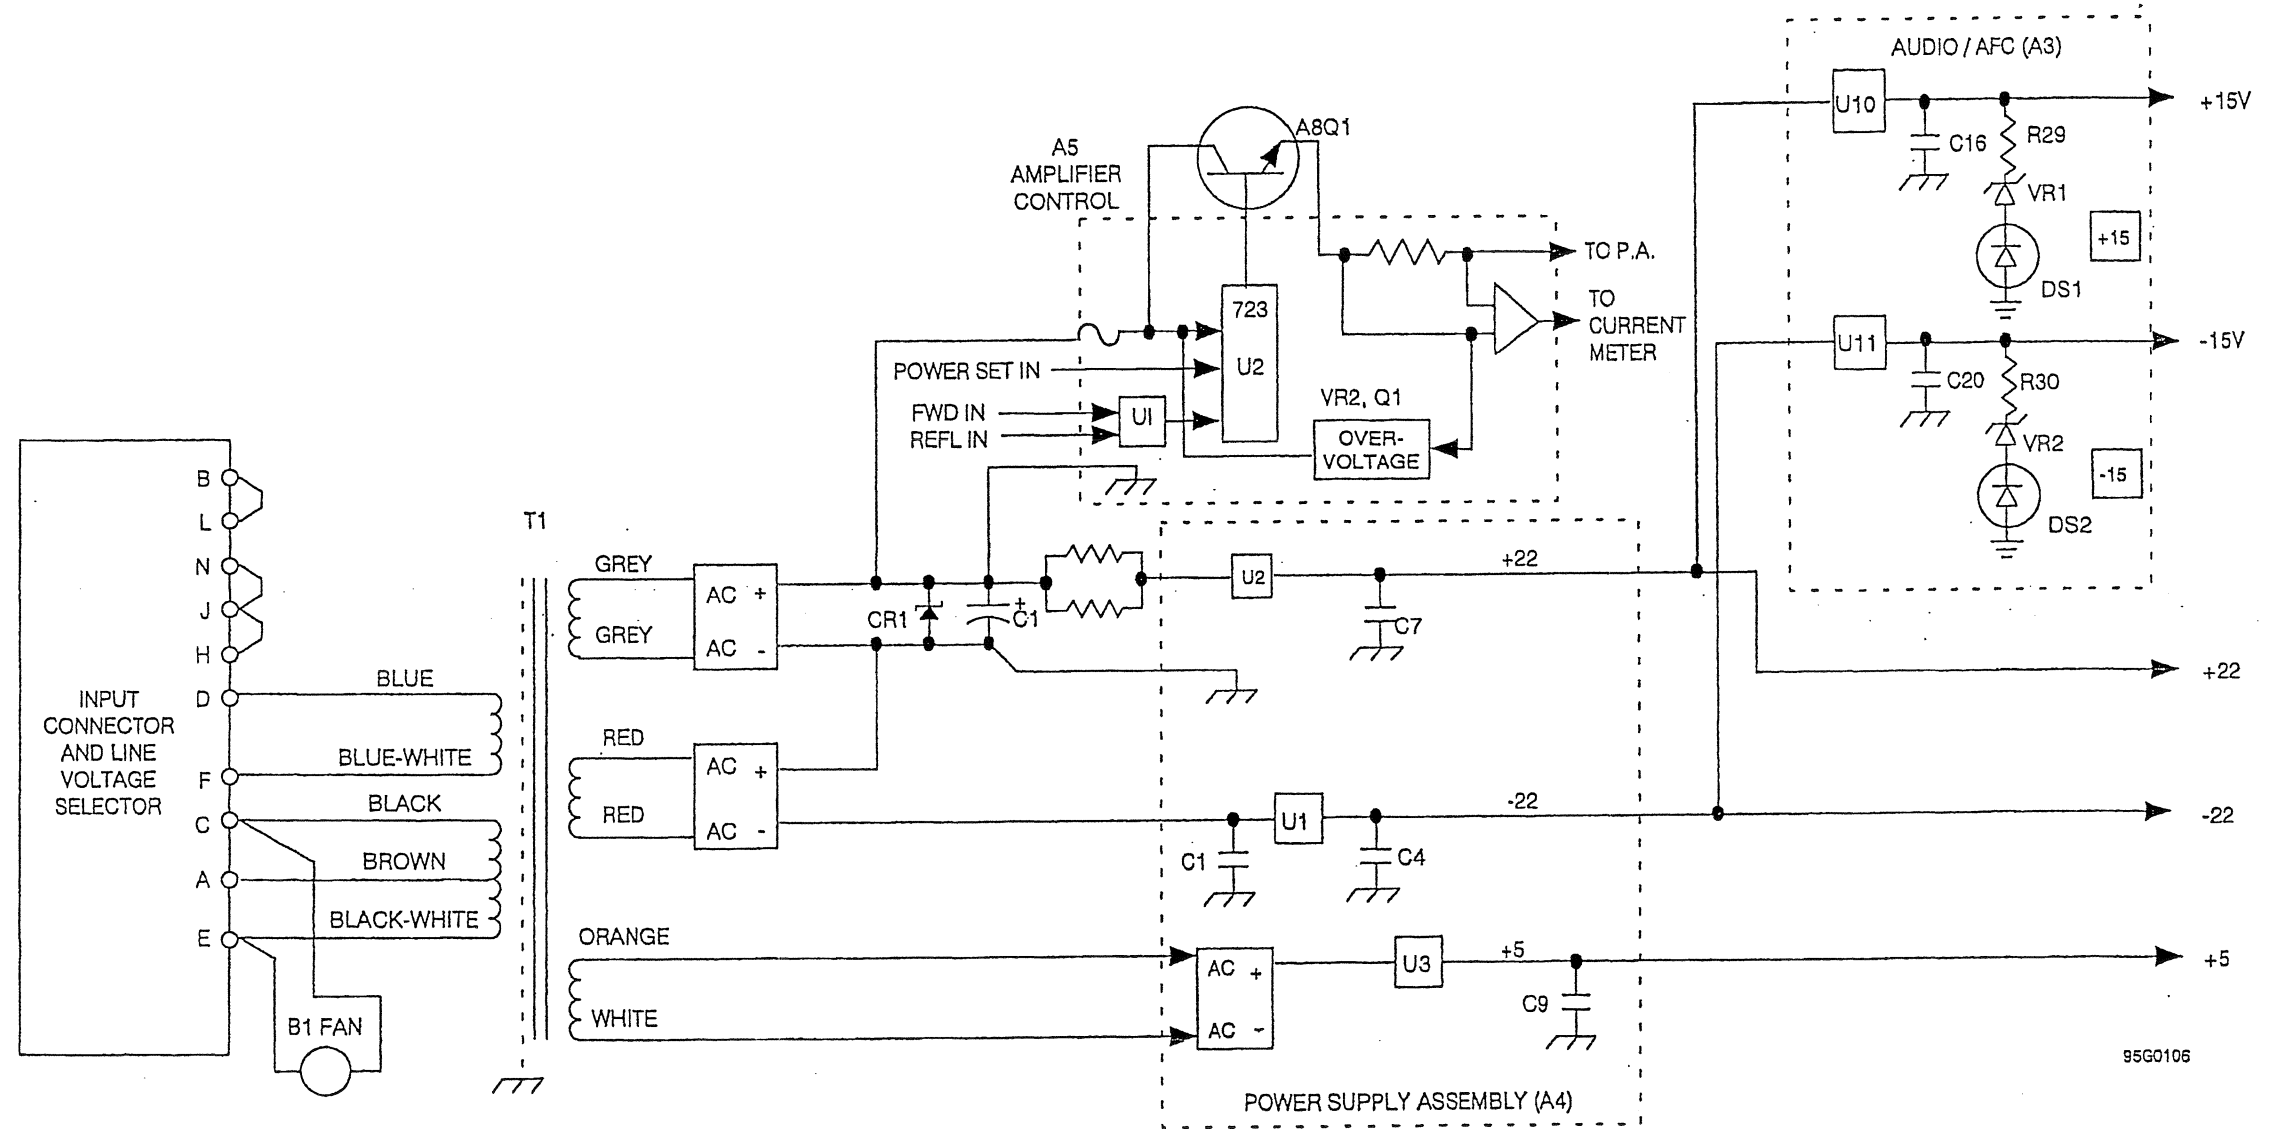 AUDIO / AFC (A3)
U10
+15V
C16
R29
VR1
+15
DS1
A8Q1
A5
AMPLIFIER
CONTROL
TO P.A.
723
U2
TO
CURRENT
METER
POWER SET IN
FWD IN
REFL IN
UI
VR2, Q1
OVER-
VOLTAGE
U11
-15V
C20
R30
VR2
-15
DS2
B
L
N
J
H
D
F
C
A
E
INPUT
CONNECTOR
AND LINE
VOLTAGE
SELECTOR
BLUE
BLUE-WHITE
BLACK
BROWN
BLACK-WHITE
B1 FAN
T1
GREY
GREY
AC +
AC -
CR1
+
C1
U2
+22
C7
+22
RED
RED
AC +
AC -
C1
U1
C4
-22
-22
ORANGE
WHITE
AC +
AC -
U3
+5
C9
+5
POWER SUPPLY ASSEMBLY (A4)
95G0106